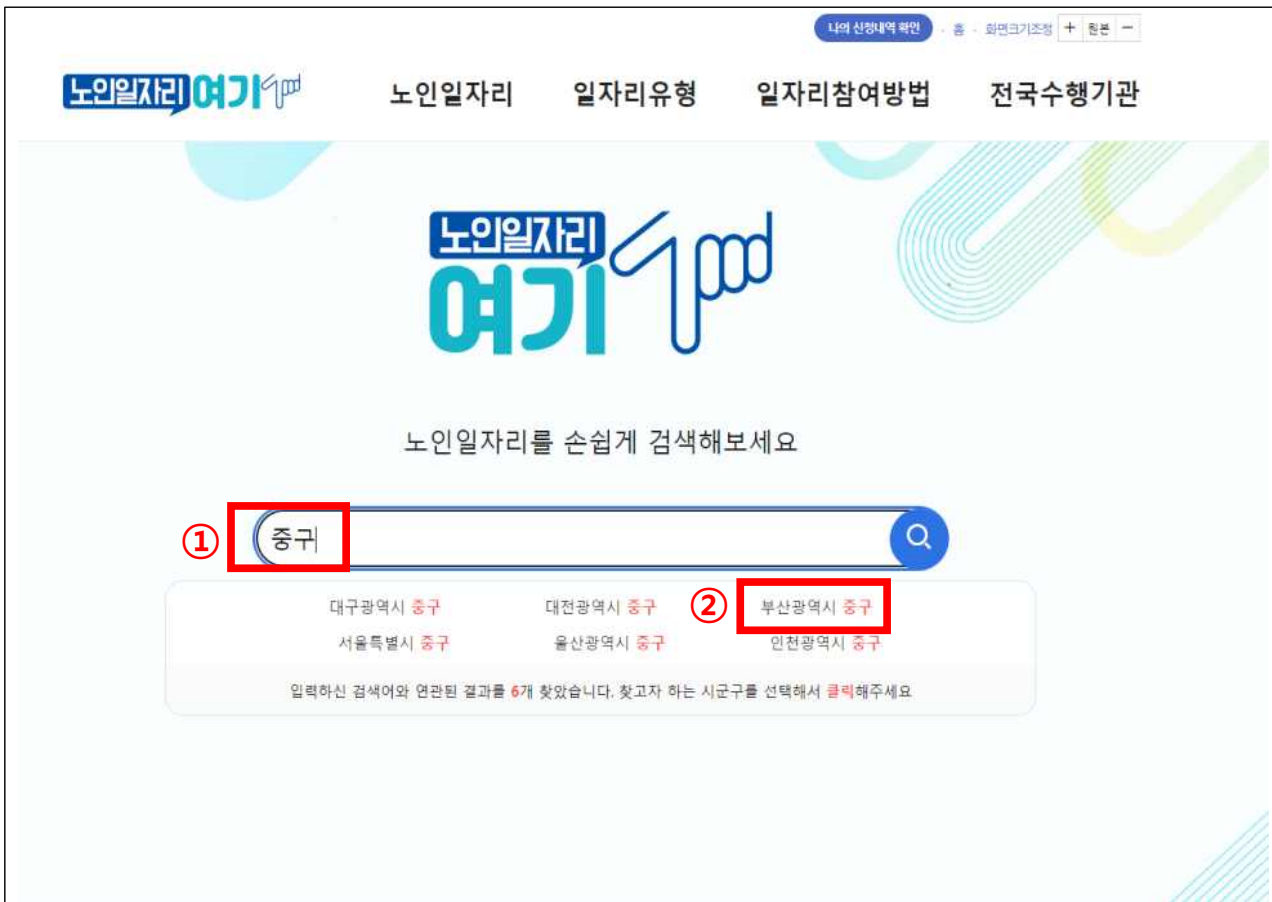 나의 신청내역 확인 · 홈 · 화면크기조정 + 원본 -
노인일자리 여기 노인일자리 일자리유형 일자리참여방법 전국수행기관
노인일자리
여기
노인일자리를 손쉽게 검색해보세요
① 중구
대구광역시 중구 대전광역시 중구 ② 부산광역시 중구
서울특별시 중구 울산광역시 중구 인천광역시 중구
입력하신 검색어와 연관된 결과를 6개 찾았습니다. 찾고자 하는 시군구를 선택해서 클릭해주세요